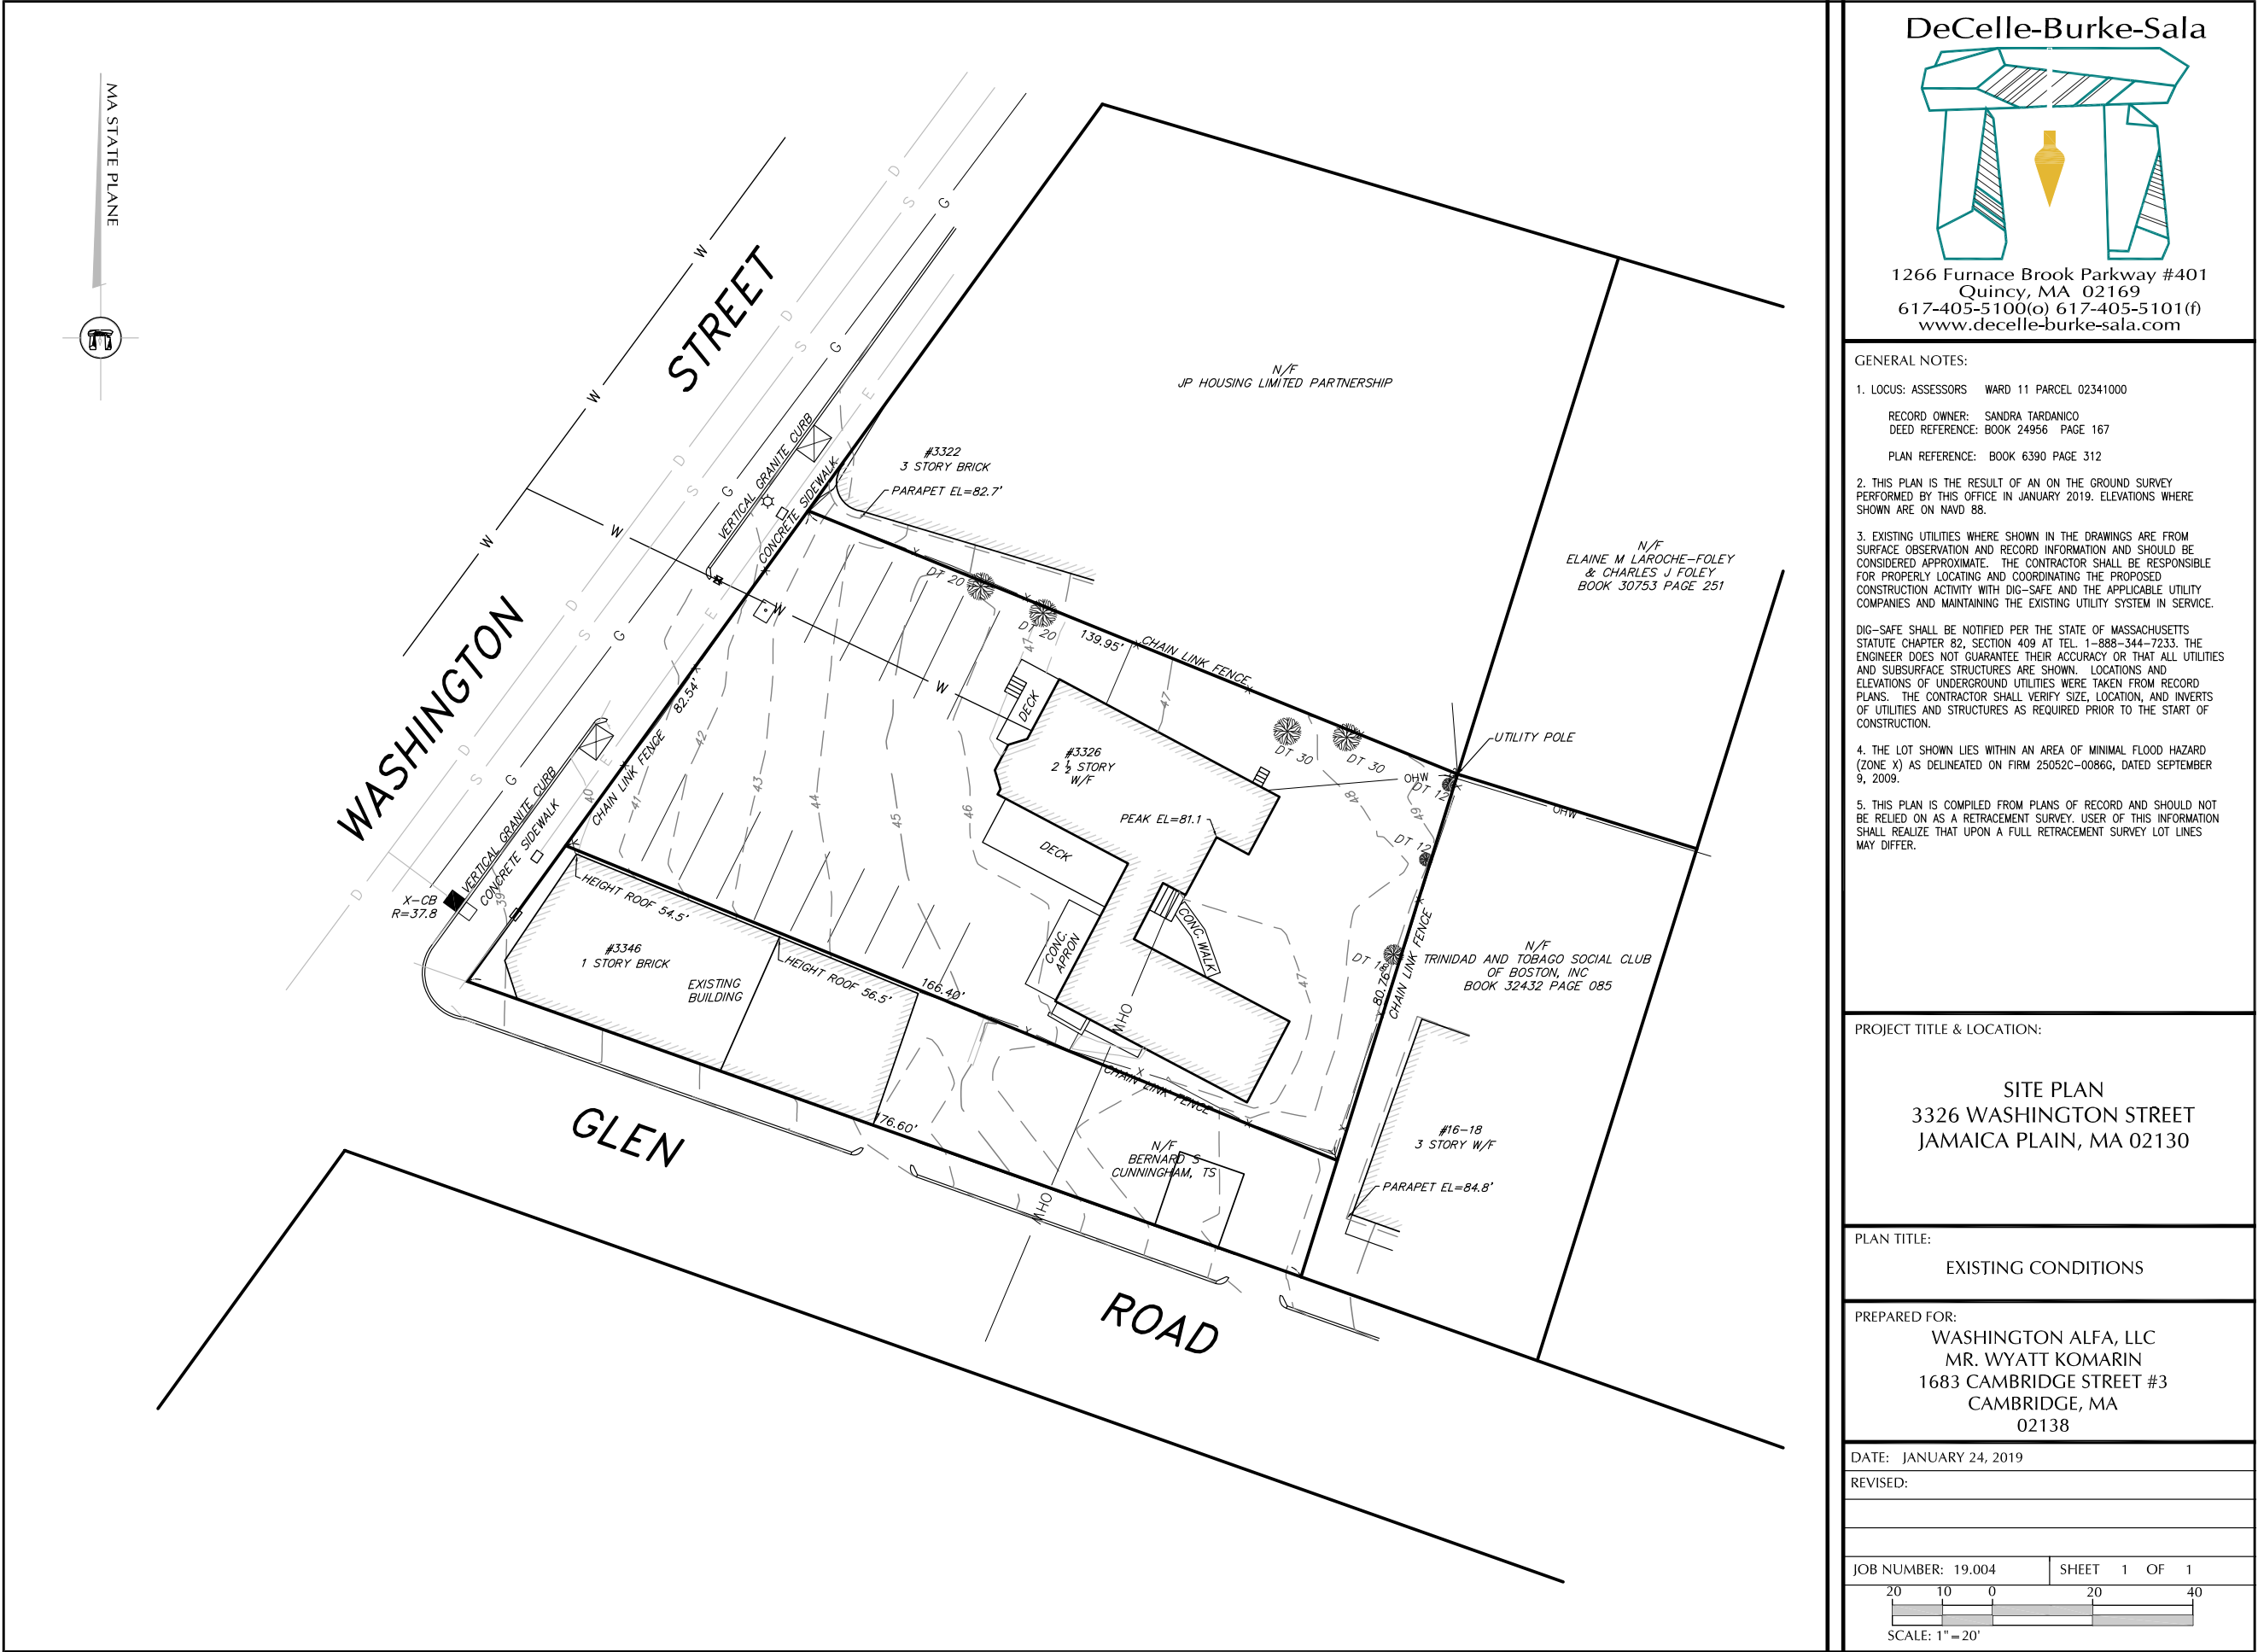 MA STATE PLANE
WASHINGTON
STREET
GLEN
ROAD
N/F
JP HOUSING LIMITED PARTNERSHIP
#3322
3 STORY BRICK
PARAPET EL=82.7'
N/F
ELAINE M LAROCHE-FOLEY
& CHARLES J FOLEY
BOOK 30753 PAGE 251
VERTICAL GRANITE CURB
CONCRETE SIDEWALK
W
W
W
W
W
W
W
D
D
D
D
D
D
S
S
S
S
S
G
G
G
G
G
E
E
E
DT 20
DT 20
47
139.95'
CHAIN LINK FENCE
47
DECK
#3326
2 ½ STORY
W/F
DT 30
DT 30
UTILITY POLE
OHW
DT 12
OHW
48
49
PEAK EL=81.1
DT 12
DECK
82.54'
CHAIN LINK FENCE
39
40
41
42
43
44
45
46
VERTICAL GRANITE CURB
CONCRETE SIDEWALK
X-CB
R=37.8
HEIGHT ROOF 54.5'
#3346
1 STORY BRICK
EXISTING
BUILDING
HEIGHT ROOF 56.5'
166.40'
CONC.
APRON
CONC. WALK
OHW
47
DT 18
80.76'
CHAIN LINK FENCE
N/F
TRINIDAD AND TOBAGO SOCIAL CLUB
OF BOSTON, INC
BOOK 32432 PAGE 085
CHAIN LINK FENCE
176.60'
N/F
BERNARD S
CUNNINGHAM, TS
OHW
#16-18
3 STORY W/F
PARAPET EL=84.8'
DeCelle-Burke-Sala
1266 Furnace Brook Parkway #401
Quincy, MA 02169
617-405-5100(o) 617-405-5101(f)
www.decelle-burke-sala.com
GENERAL NOTES:
1. LOCUS: ASSESSORS WARD 11 PARCEL 02341000
RECORD OWNER: SANDRA TARDANICO
DEED REFERENCE: BOOK 24956 PAGE 167
PLAN REFERENCE: BOOK 6390 PAGE 312
2. THIS PLAN IS THE RESULT OF AN ON THE GROUND SURVEY
PERFORMED BY THIS OFFICE IN JANUARY 2019. ELEVATIONS WHERE
SHOWN ARE ON NAVD 88.
3. EXISTING UTILITIES WHERE SHOWN IN THE DRAWINGS ARE FROM
SURFACE OBSERVATION AND RECORD INFORMATION AND SHOULD BE
CONSIDERED APPROXIMATE. THE CONTRACTOR SHALL BE RESPONSIBLE
FOR PROPERLY LOCATING AND COORDINATING THE PROPOSED
CONSTRUCTION ACTIVITY WITH DIG-SAFE AND THE APPLICABLE UTILITY
COMPANIES AND MAINTAINING THE EXISTING UTILITY SYSTEM IN SERVICE.
DIG-SAFE SHALL BE NOTIFIED PER THE STATE OF MASSACHUSETTS
STATUTE CHAPTER 82, SECTION 409 AT TEL. 1-888-344-7233. THE
ENGINEER DOES NOT GUARANTEE THEIR ACCURACY OR THAT ALL UTILITIES
AND SUBSURFACE STRUCTURES ARE SHOWN. LOCATIONS AND
ELEVATIONS OF UNDERGROUND UTILITIES WERE TAKEN FROM RECORD
PLANS. THE CONTRACTOR SHALL VERIFY SIZE, LOCATION, AND INVERTS
OF UTILITIES AND STRUCTURES AS REQUIRED PRIOR TO THE START OF
CONSTRUCTION.
4. THE LOT SHOWN LIES WITHIN AN AREA OF MINIMAL FLOOD HAZARD
(ZONE X) AS DELINEATED ON FIRM 25052C-0086G, DATED SEPTEMBER
9, 2009.
5. THIS PLAN IS COMPILED FROM PLANS OF RECORD AND SHOULD NOT
BE RELIED ON AS A RETRACEMENT SURVEY. USER OF THIS INFORMATION
SHALL REALIZE THAT UPON A FULL RETRACEMENT SURVEY LOT LINES
MAY DIFFER.
PROJECT TITLE & LOCATION:
SITE PLAN
3326 WASHINGTON STREET
JAMAICA PLAIN, MA 02130
PLAN TITLE:
EXISTING CONDITIONS
PREPARED FOR:
WASHINGTON ALFA, LLC
MR. WYATT KOMARIN
1683 CAMBRIDGE STREET #3
CAMBRIDGE, MA
02138
DATE: JANUARY 24, 2019
REVISED:
JOB NUMBER: 19.004 SHEET 1 OF 1
20 10 0 20 40
SCALE: 1"=20'